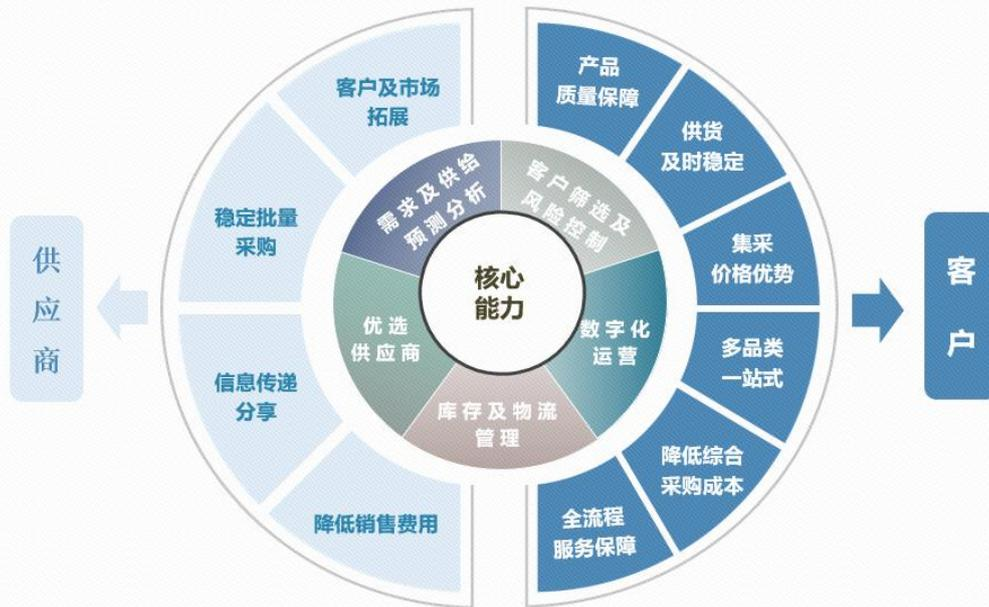 供
应
商
客户及市场
拓展
稳定批量
采购
信息传递
分享
降低销售费用
需求及供给
预测分析
客户筛选及
风险控制
优选
供应商
核心
能力
数字化
运营
库存及物流
管理
产品
质量保障
供货
及时稳定
集采
价格优势
多品类
一站式
降低综合
采购成本
全流程
服务保障
客
户